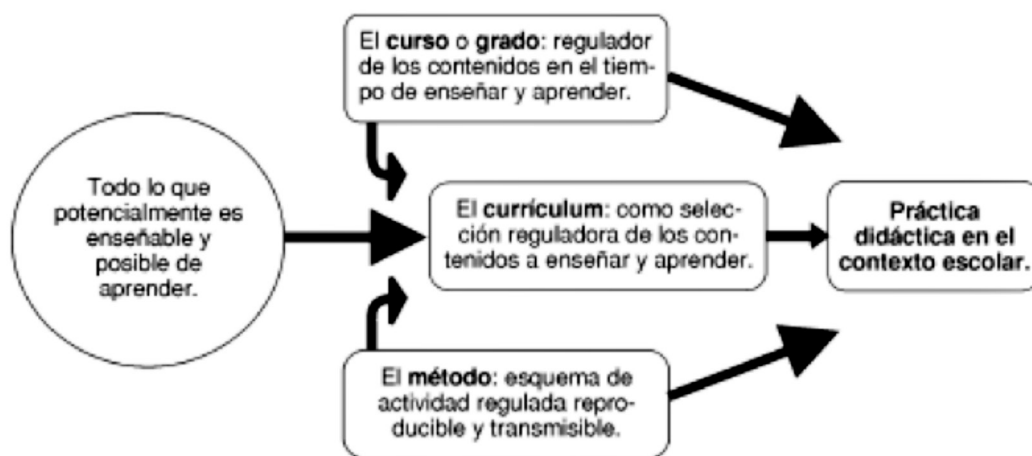 El curso o grado: regulador
de los contenidos en el tiem-
po de enseñar y aprender.
Todo lo que
potencialmente es
enseñable y
posible de
aprender.
El currículum: como selec-
ción reguladora de los con-
tenidos a enseñar y aprender.
Práctica
didáctica en el
contexto escolar.
El método: esquema de
actividad regulada repro-
ducible y transmisible.